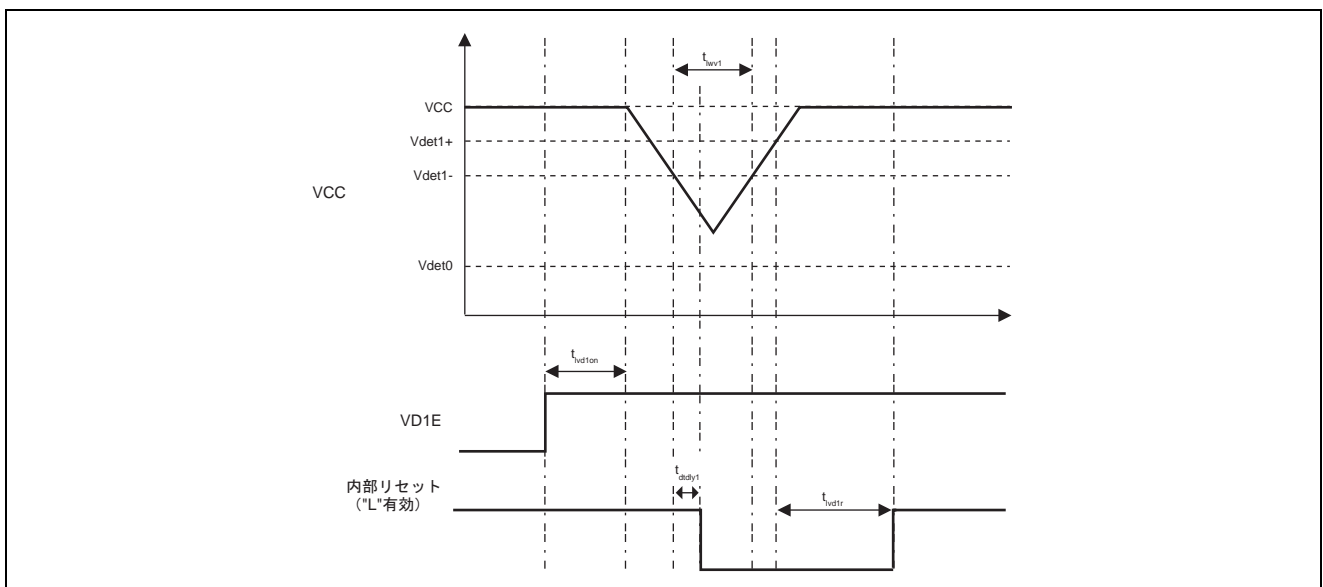 t_lwv1
VCC
Vdet1+
Vdet1-
VCC
Vdet0
t_lvd1on
VD1E
t_dtdly1
内部リセット
("L"有効)
t_lvd1r